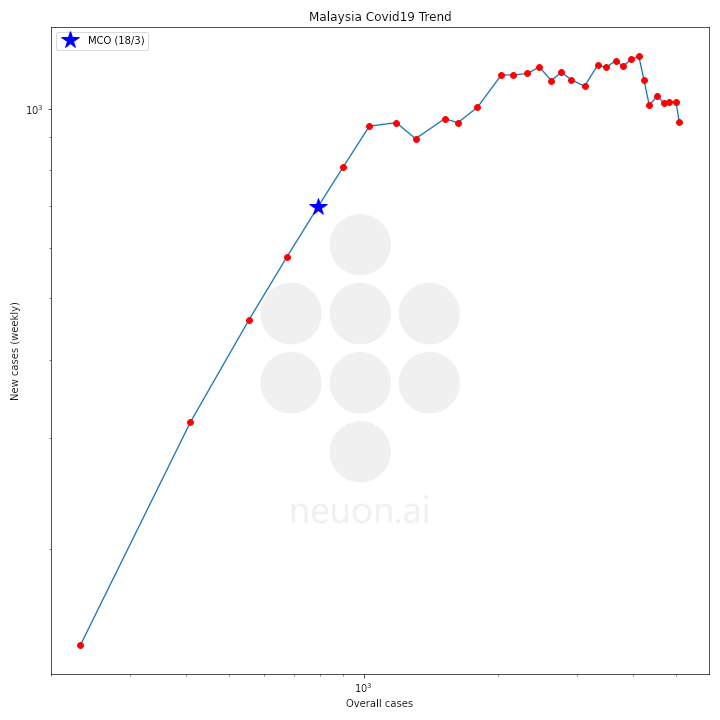 Malaysia Covid19 Trend
MCO (18/3)
10³
New cases (weekly)
neuon.ai
10³
Overall cases